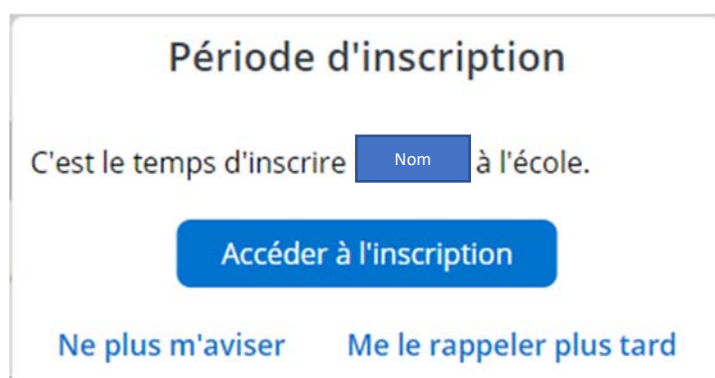 Période d'inscription
C'est le temps d'inscrire Nom à l'école.
Accéder à l'inscription
Ne plus m'aviser Me le rappeler plus tard